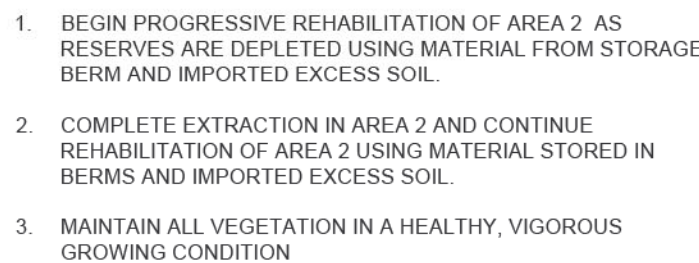 1. BEGIN PROGRESSIVE REHABILITATION OF AREA 2 AS
RESERVES ARE DEPLETED USING MATERIAL FROM STORAGE
BERM AND IMPORTED EXCESS SOIL.
2. COMPLETE EXTRACTION IN AREA 2 AND CONTINUE
REHABILITATION OF AREA 2 USING MATERIAL STORED IN
BERMS AND IMPORTED EXCESS SOIL.
3. MAINTAIN ALL VEGETATION IN A HEALTHY, VIGOROUS
GROWING CONDITION